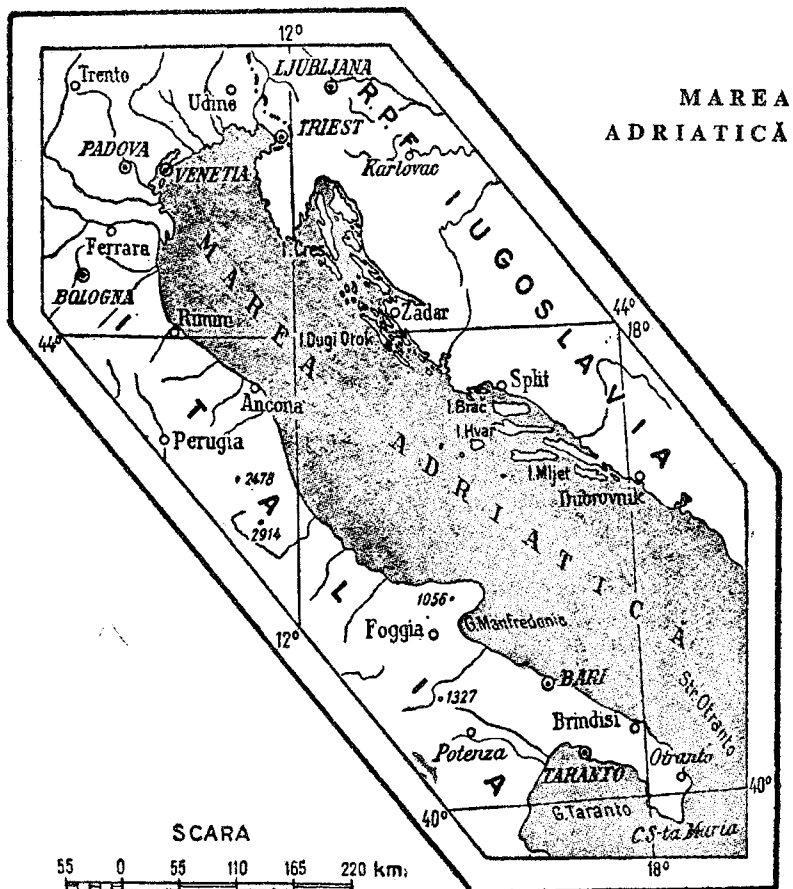 MAREA
ADRIATICĂ
12°
Trento
LJUBLJANA
Udine
R.P.F. IUGOSLAVIA
TRIEST
PADOVA
VENEȚIA
Karlovac
Ferrara
I.Cres
MAREA ADRIATICĂ
BOLOGNA
Rimini
Zadar
44°
18°
44°
I.Dugi Otok
Ancona
Split
I.Brač
I.Hvar
ITALIA
Perugia
I.Mljet
Dubrovnik
2478
2914
1056
12°
Foggia
G.Manfredonia
BARI
Str.Otranto
1327
Brindisi
Potenza
Otranto
TARANTO
40°
40°
G.Taranto
C.S-ta Maria
18°
SCARA
55 0 55 110 165 220 km.